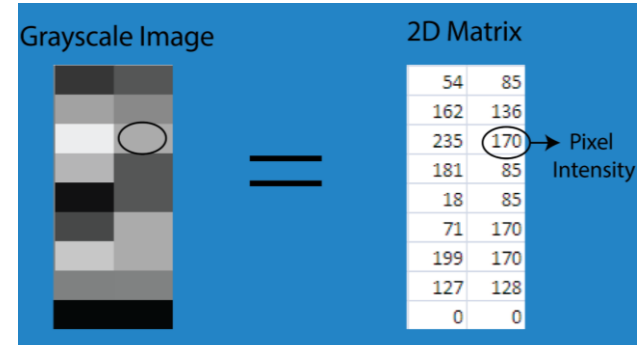 Grayscale Image
2D Matrix
54 85
162 136
235 170 Pixel
181 85 Intensity
18 85
71 170
199 170
127 128
0 0